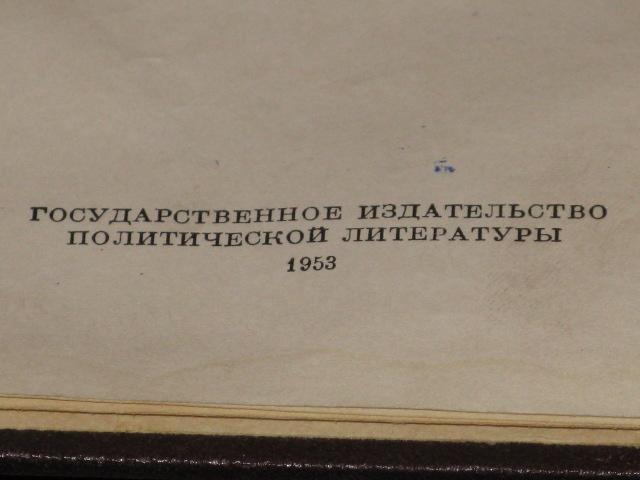 ГОСУДАРСТВЕННОЕ ИЗДАТЕЛЬСТВО
ПОЛИТИЧЕСКОЙ ЛИТЕРАТУРЫ
1953